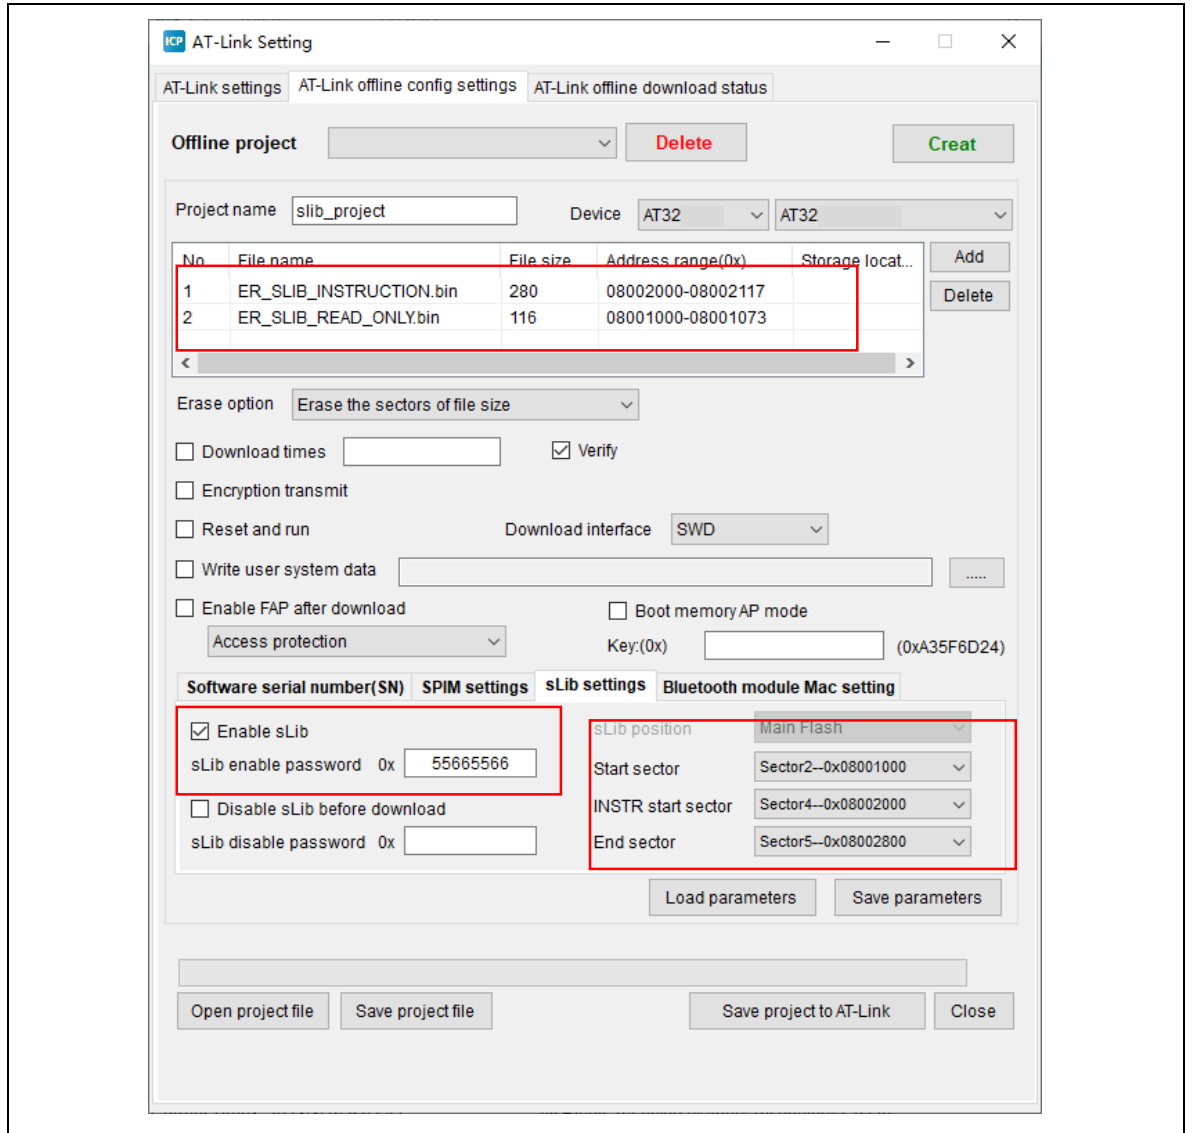 ICP AT-Link Setting
AT-Link settings AT-Link offline config settings AT-Link offline download status
Offline project Delete Creat
Project name slib_project Device AT32 AT32
No. File name File size Address range(0x) Storage locat... Add
1 ER_SLIB_INSTRUCTION.bin 280 08002000-08002117 Delete
2 ER_SLIB_READ_ONLY.bin 116 08001000-08001073
Erase option Erase the sectors of file size
Download times Verify
Encryption transmit
Reset and run Download interface SWD
Write user system data .....
Enable FAP after download Boot memory AP mode
Access protection Key:(0x) (0xA35F6D24)
Software serial number(SN) SPIM settings sLib settings Bluetooth module Mac setting
Enable sLib sLib position Main Flash
sLib enable password 0x 55665566 Start sector Sector2--0x08001000
Disable sLib before download INSTR start sector Sector4--0x08002000
sLib disable password 0x End sector Sector5--0x08002800
Load parameters Save parameters
Open project file Save project file Save project to AT-Link Close